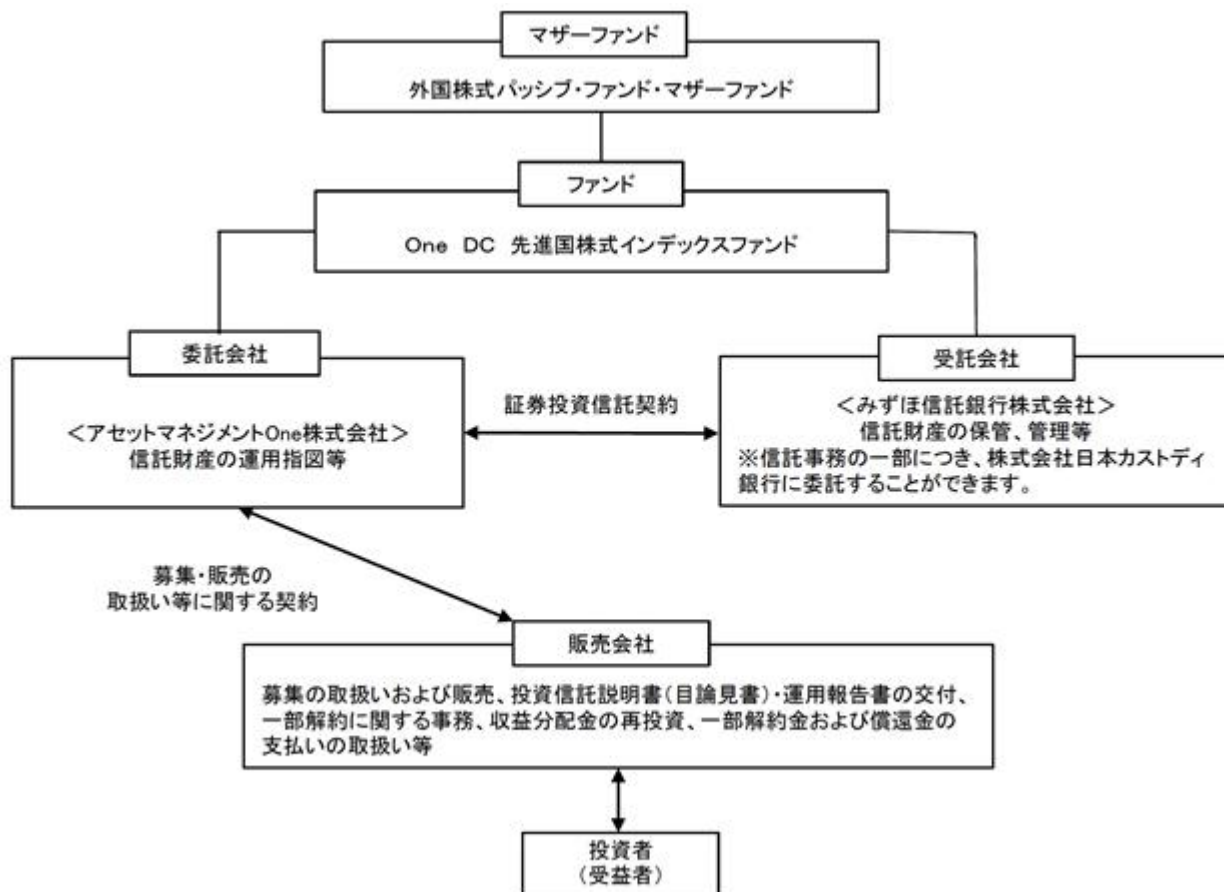 マザーファンド
外国株式パッシブ・ファンド・マザーファンド
ファンド
One DC 先進国株式インデックスファンド
委託会社
<アセットマネジメントOne株式会社>
信託財産の運用指図等
証券投資信託契約
受託会社
<みずほ信託銀行株式会社>
信託財産の保管、管理等
※信託事務の一部につき、株式会社日本カストディ
銀行に委託することができます。
募集・販売の
取扱い等に関する契約
販売会社
募集の取扱いおよび販売、投資信託説明書(目論見書)・運用報告書の交付、
一部解約に関する事務、収益分配金の再投資、一部解約金および償還金の
支払いの取扱い等
投資者
(受益者)